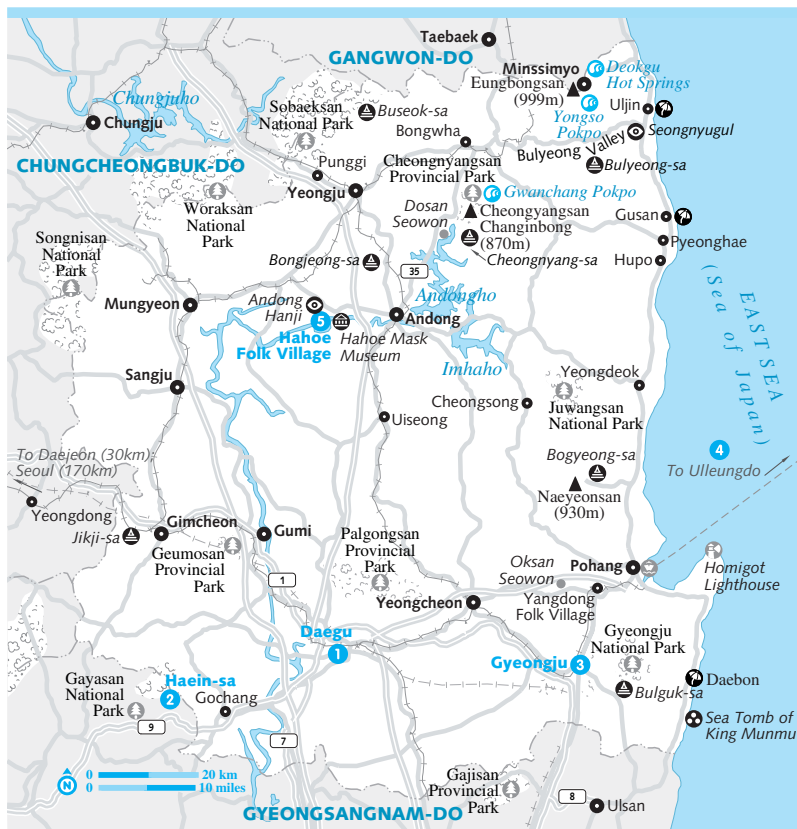 Taebaek
GANGWON-DO
Minssimyo
Deokgu
Hot Springs
Eungbongsan
(999m)
Chungjuho
Sobaeksan
National Park
Buseok-sa
Yongso
Pokpo
Uljin
Chungju
Bongwha
Bulyeong Valley
Seongnyugul
CHUNGCHEONGBUK-DO
Punggi
Cheongnyangsan
Provincial Park
Bulyeong-sa
Yeongju
Gwanchang Pokpo
Woraksan
National
Park
Dosan
Seowon
Cheongyangsan
Changinbong
(870m)
Gusan
Songnisan
National
Park
Pyeonghae
Bongjeong-sa
Cheongnyang-sa
Hupo
35
Andongho
EAST SEA
(Sea of Japan)
Mungyeon
Andong
Hanji
5
Andong
Hahoe
Folk Village
Hahoe Mask
Museum
Imhaho
Sangju
Yeongdeok
Cheongsong
Juwangsan
National Park
Uiseong
To Daejeon (30km);
Seoul (170km)
Bogyeong-sa
4
To Ulleungdo
Naeyeonsan
(930m)
Yeongdong
Gimcheon
Gumi
Jikji-sa
Geumosan
Provincial
Park
Palgongsan
Provincial
Park
Oksan
Seowon
Pohang
Homigot
Lighthouse
1
Yeongcheon
Yangdong
Folk Village
Daegu
1
Gyeongju
3
Gyeongju
National Park
Haein-sa
2
Gayasan
National
Park
Gochang
Bulguk-sa
Daebon
9
7
Sea Tomb of
King Munmu
N
0 20 km
0 10 miles
Gajisan
Provincial
Park
8
Ulsan
GYEONGSANGNAM-DO